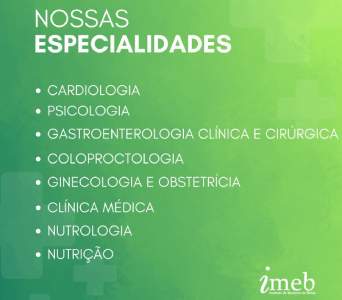 NOSSAS
ESPECIALIDADES
• CARDIOLOGIA
• PSICOLOGIA
• GASTROENTEROLOGIA CLÍNICA E CIRÚRGICA
• COLOPROCTOLOGIA
• GINECOLOGIA E OBSTETRÍCIA
• CLÍNICA MÉDICA
• NUTROLOGIA
• NUTRIÇÃO
imeb